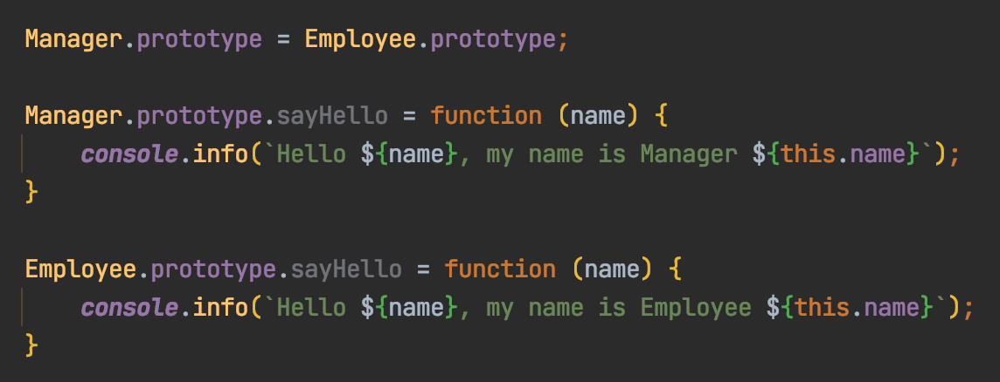 Manager.prototype = Employee.prototype;
Manager.prototype.sayHello = function (name) {
    console.info(`Hello ${name}, my name is Manager ${this.name}`);
}
Employee.prototype.sayHello = function (name) {
    console.info(`Hello ${name}, my name is Employee ${this.name}`);
}